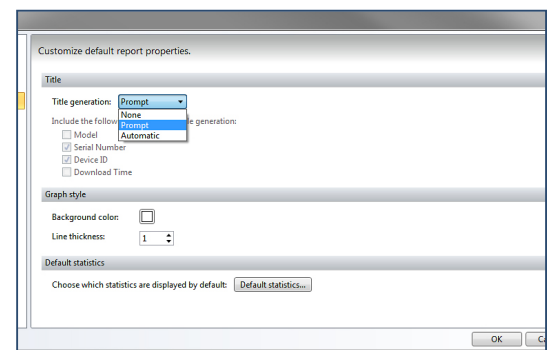 Customize default report properties.
Title
Title generation: Prompt
None
Include the follow e generation:
Prompt
Model
Automatic
Serial Number
Device ID
Download Time
Graph style
Background color:
Line thickness: 1
Default statistics
Choose which statistics are displayed by default: Default statistics...
OK Ca